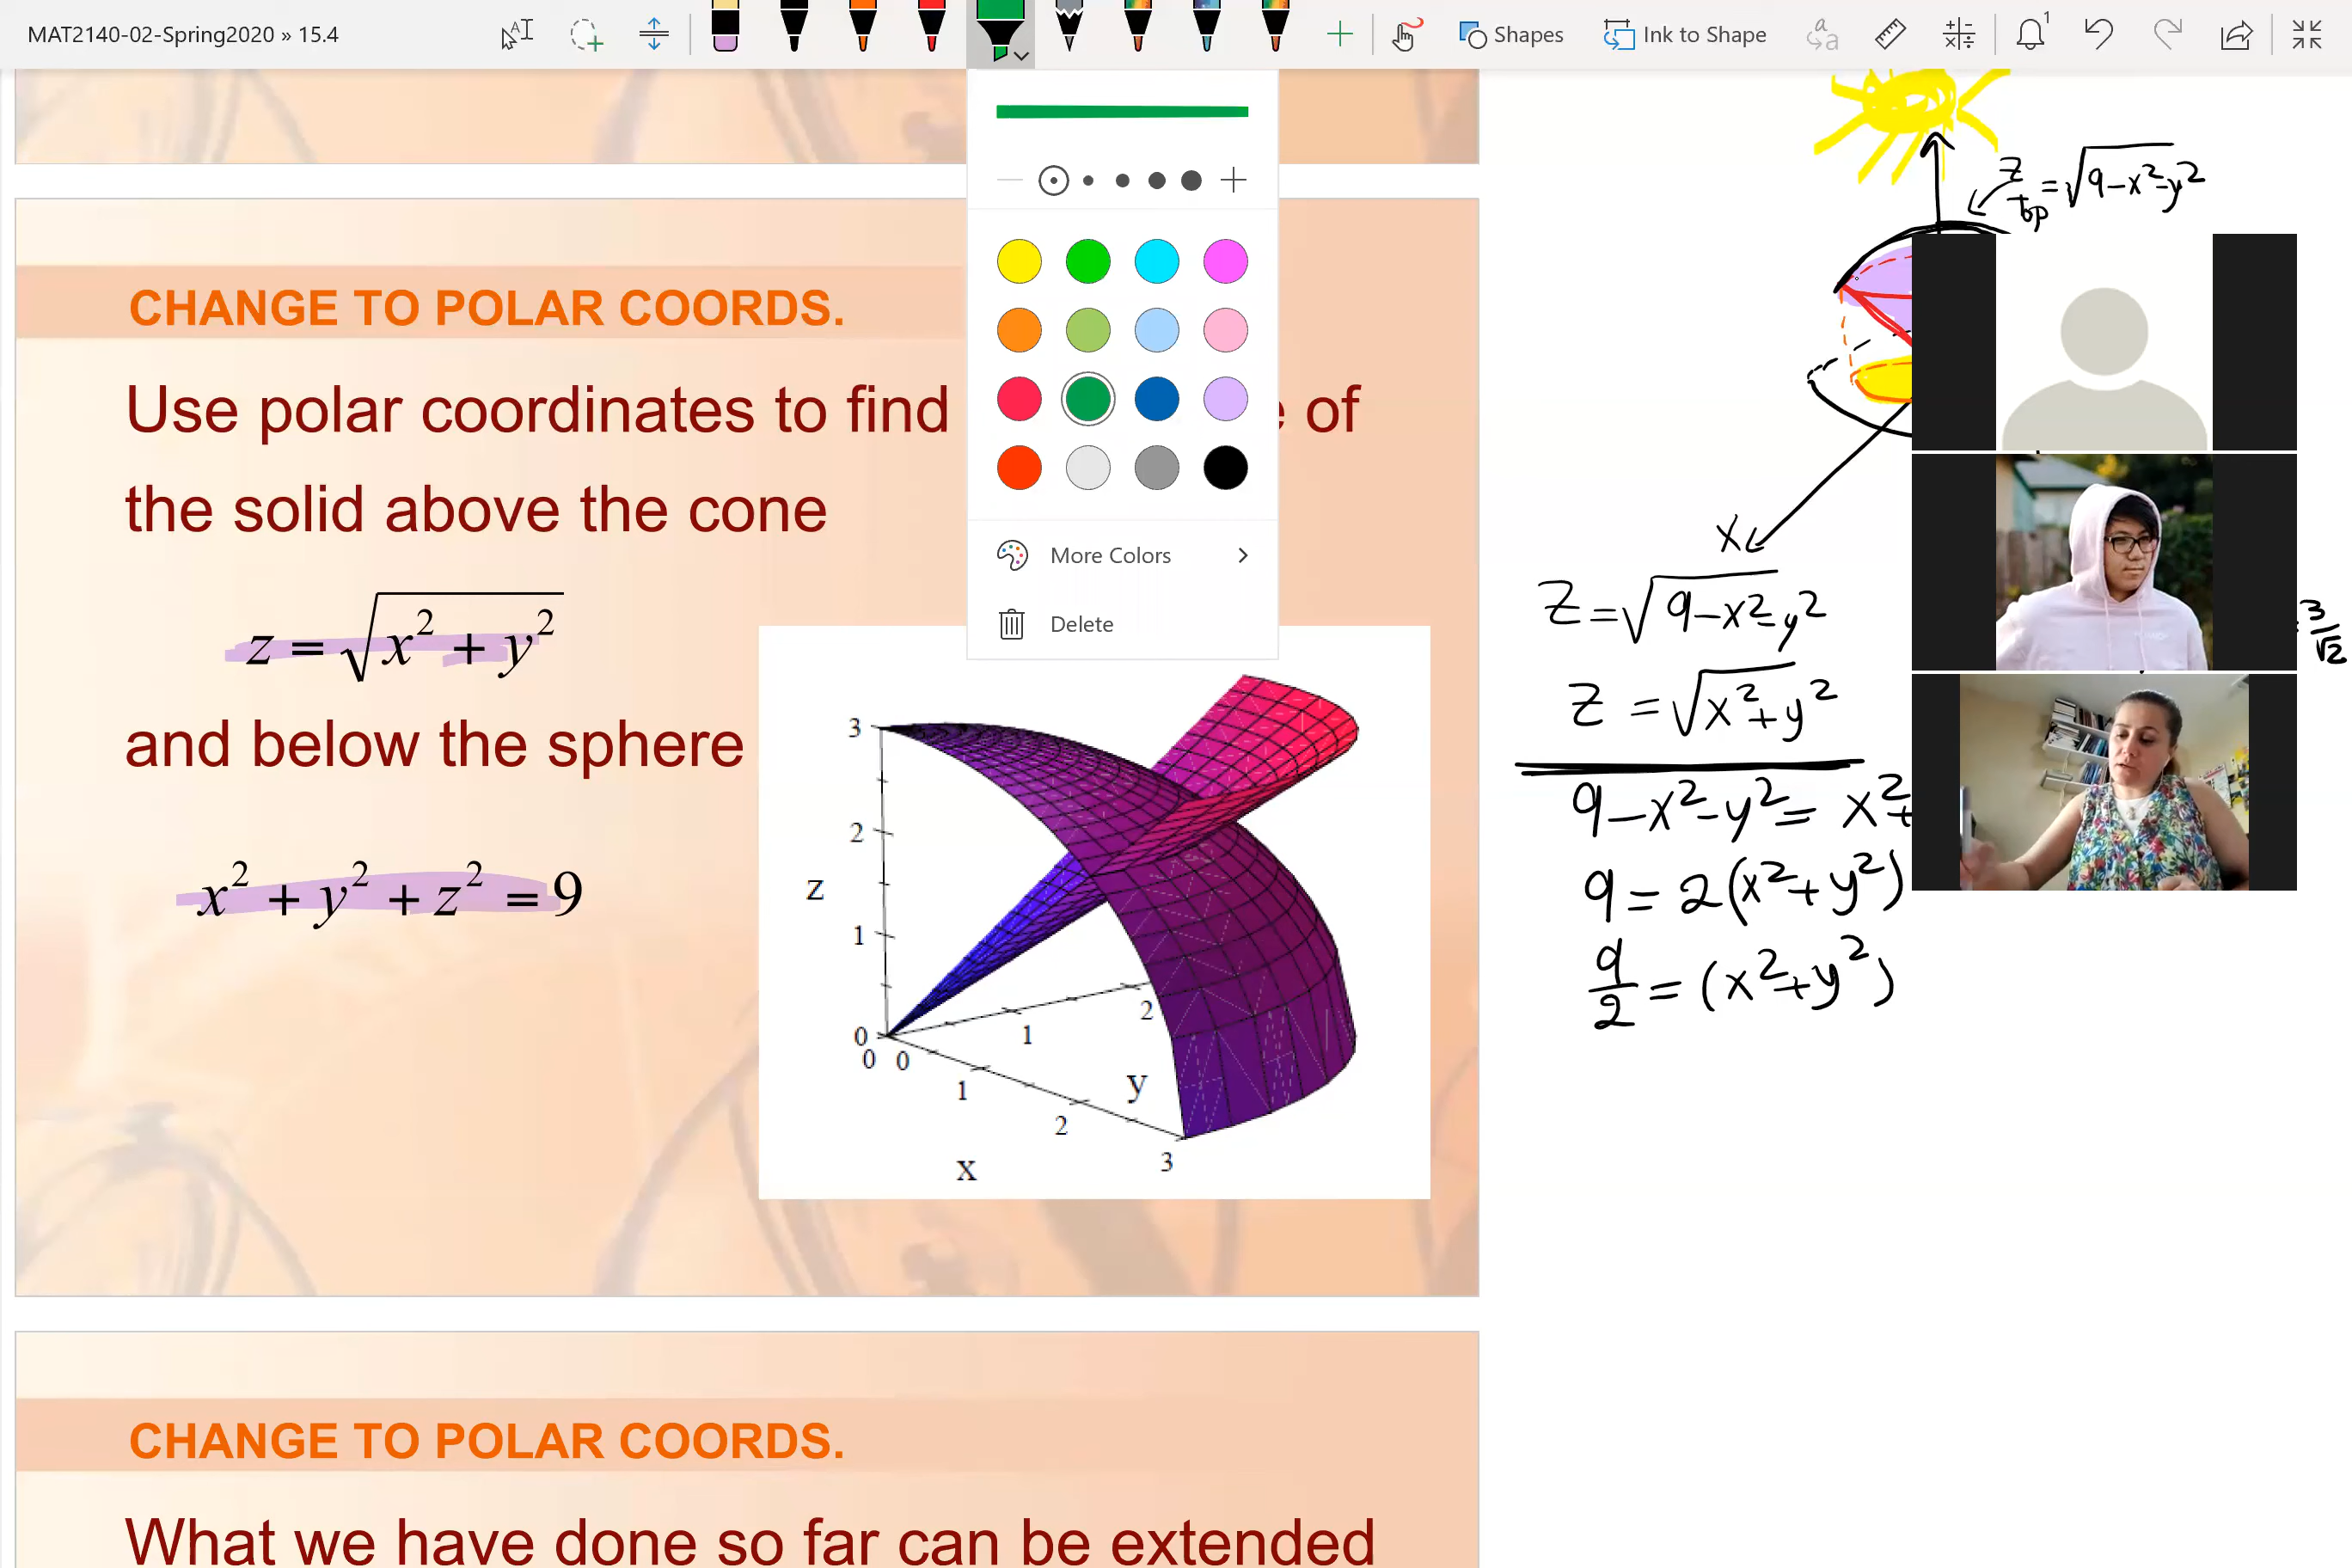 MAT2140-02-Spring2020 » 15.4
Shapes
Ink to Shape
1
More Colors
Delete
CHANGE TO POLAR COORDS.
Use polar coordinates to find of
the solid above the cone
z = √(x² + y²)
and below the sphere
x² + y² + z² = 9
3
2
1
0
z
0
0
1
2
3
x
1
2
y
CHANGE TO POLAR COORDS.
What we have done so far can be extended
z top = √(9-x²-y²)
x
z = √(9-x²-y²)
z = √(x²+y²)
9-x²-y² = x²+
9 = 2(x²+y²)
9/2 = (x²+y²)
3/√2